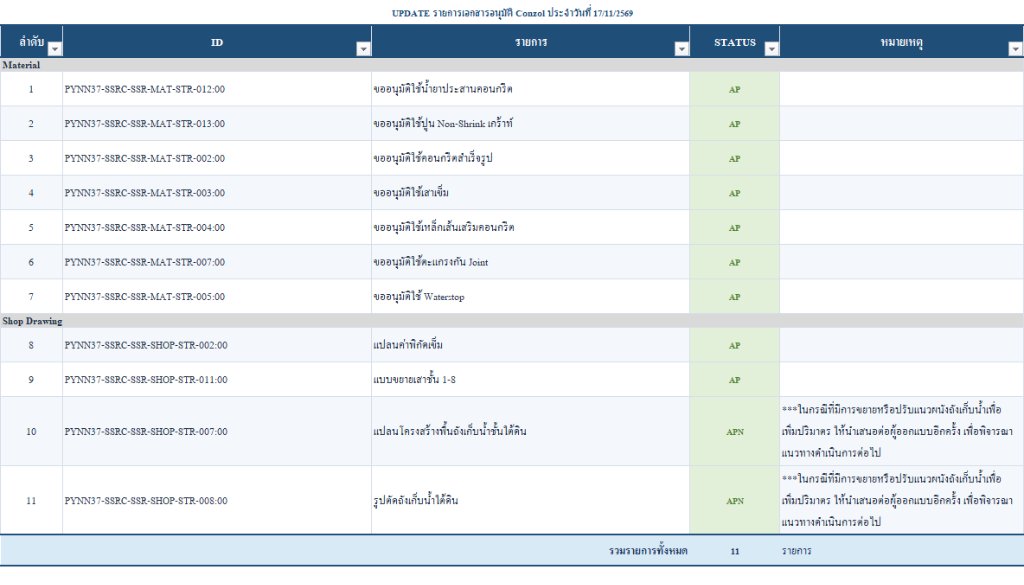 UPDATE รายการเอกสารอนุมัติ Conzol ประจำวันที่ 17/11/2569
ลำดับ ID รายการ STATUS หมายเหตุ
Material
1 PYNN37-SSRC-SSR-MAT-STR-012:00 ขออนุมัติใช้น้ำยาประสานคอนกรีต AP
2 PYNN37-SSRC-SSR-MAT-STR-013:00 ขออนุมัติใช้ปูน Non-Shrink เกร้าท์ AP
3 PYNN37-SSRC-SSR-MAT-STR-002:00 ขออนุมัติใช้คอนกรีตสำเร็จรูป AP
4 PYNN37-SSRC-SSR-MAT-STR-003:00 ขออนุมัติใช้เสาเข็ม AP
5 PYNN37-SSRC-SSR-MAT-STR-004:00 ขออนุมัติใช้เหล็กเส้นเสริมคอนกรีต AP
6 PYNN37-SSRC-SSR-MAT-STR-007:00 ขออนุมัติใช้ตะแกรงกั้น Joint AP
7 PYNN37-SSRC-SSR-MAT-STR-005:00 ขออนุมัติใช้ Waterstop AP
Shop Drawing
8 PYNN37-SSRC-SSR-SHOP-STR-002:00 แปลนค่าพิกัดเข็ม AP
9 PYNN37-SSRC-SSR-SHOP-STR-011:00 แบบขยายเสาชั้น 1-8 AP
10 PYNN37-SSRC-SSR-SHOP-STR-007:00 แปลนโครงสร้างพื้นถังเก็บน้ำชั้นใต้ดิน APN
***ในกรณีที่มีการขยายหรือปรับแนวผนังถังเก็บน้ำเพื่อ
เพิ่มปริมาตร ให้นำเสนอต่อผู้ออกแบบอีกครั้ง เพื่อพิจารณา
แนวทางดำเนินการต่อไป
11 PYNN37-SSRC-SSR-SHOP-STR-008:00 รูปตัดถังเก็บน้ำใต้ดิน APN
***ในกรณีที่มีการขยายหรือปรับแนวผนังถังเก็บน้ำเพื่อ
เพิ่มปริมาตร ให้นำเสนอต่อผู้ออกแบบอีกครั้ง เพื่อพิจารณา
แนวทางดำเนินการต่อไป
รวมรายการทั้งหมด 11 รายการ